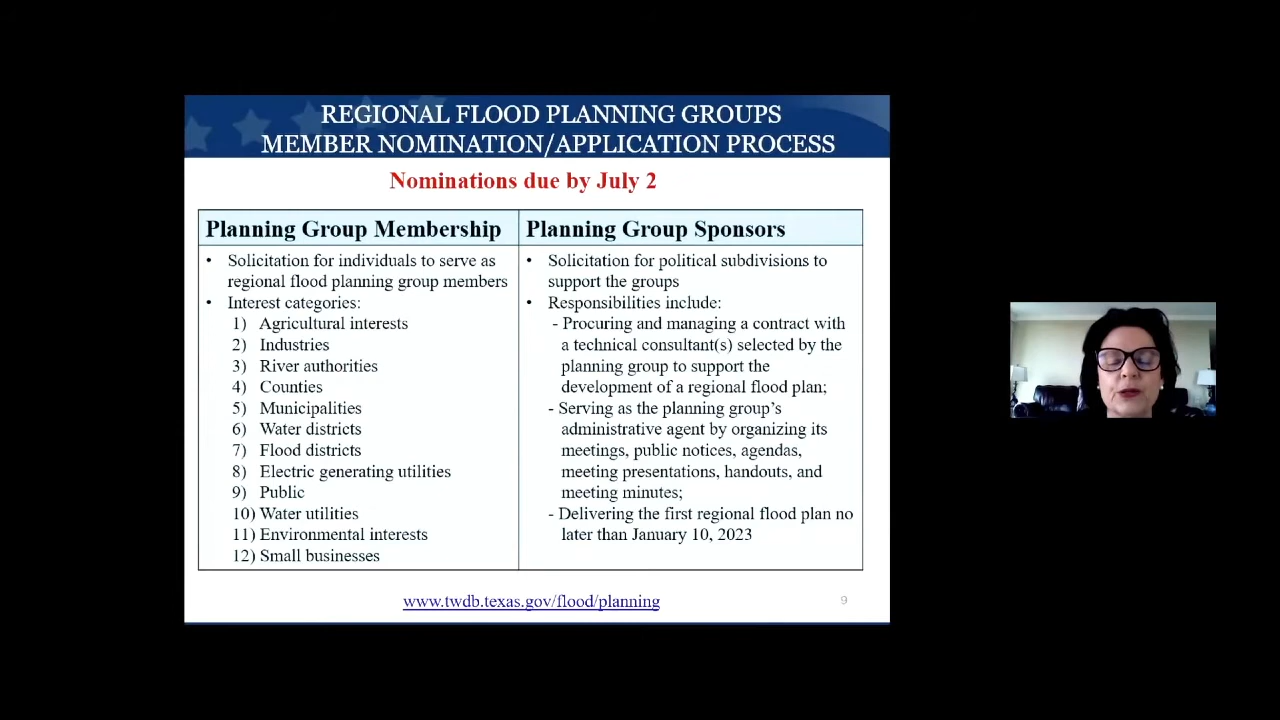 REGIONAL FLOOD PLANNING GROUPS
MEMBER NOMINATION/APPLICATION PROCESS
Nominations due by July 2
Planning Group Membership
• Solicitation for individuals to serve as
regional flood planning group members
• Interest categories:
1) Agricultural interests
2) Industries
3) River authorities
4) Counties
5) Municipalities
6) Water districts
7) Flood districts
8) Electric generating utilities
9) Public
10) Water utilities
11) Environmental interests
12) Small businesses
Planning Group Sponsors
• Solicitation for political subdivisions to
support the groups
• Responsibilities include:
- Procuring and managing a contract with
a technical consultant(s) selected by the
planning group to support the
development of a regional flood plan;
- Serving as the planning group's
administrative agent by organizing its
meetings, public notices, agendas,
meeting presentations, handouts, and
meeting minutes;
- Delivering the first regional flood plan no
later than January 10, 2023
www.twdb.texas.gov/flood/planning
9